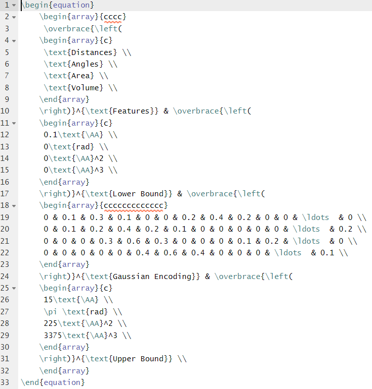 1 \begin{equation}
2 \begin{array}{cccc}
3 \overbrace{\left(
4 \begin{array}{c}
5 \text{Distances} \\
6 \text{Angles} \\
7 \text{Area} \\
8 \text{Volume} \\
9 \end{array}
10 \right)}^{\text{Features}} & \overbrace{\left(
11 \begin{array}{c}
12 0.1\text{\AA} \\
13 0\text{rad} \\
14 0\text{\AA}^2 \\
15 0\text{\AA}^3 \\
16 \end{array}
17 \right)}^{\text{Lower Bound}} & \overbrace{\left(
18 \begin{array}{ccccccccccccc}
19 0 & 0.1 & 0.3 & 0.1 & 0 & 0 & 0.2 & 0.4 & 0.2 & 0 & 0 & \ldots & 0 \\
20 0 & 0.1 & 0.2 & 0.4 & 0.2 & 0.1 & 0 & 0 & 0 & 0 & 0 & \ldots & 0.2 \\
21 0 & 0 & 0 & 0.3 & 0.6 & 0.3 & 0 & 0 & 0 & 0.1 & 0.2 & \ldots & 0 \\
22 0 & 0 & 0 & 0 & 0 & 0.4 & 0.6 & 0.4 & 0 & 0 & 0 & \ldots & 0.1 \\
23 \end{array}
24 \right)}^{\text{Gaussian Encoding}} & \overbrace{\left(
25 \begin{array}{c}
26 15\text{\AA} \\
27 \pi \text{rad} \\
28 225\text{\AA}^2 \\
29 3375\text{\AA}^3 \\
30 \end{array}
31 \right)}^{\text{Upper Bound}} \\
32 \end{array}
33 \end{equation}